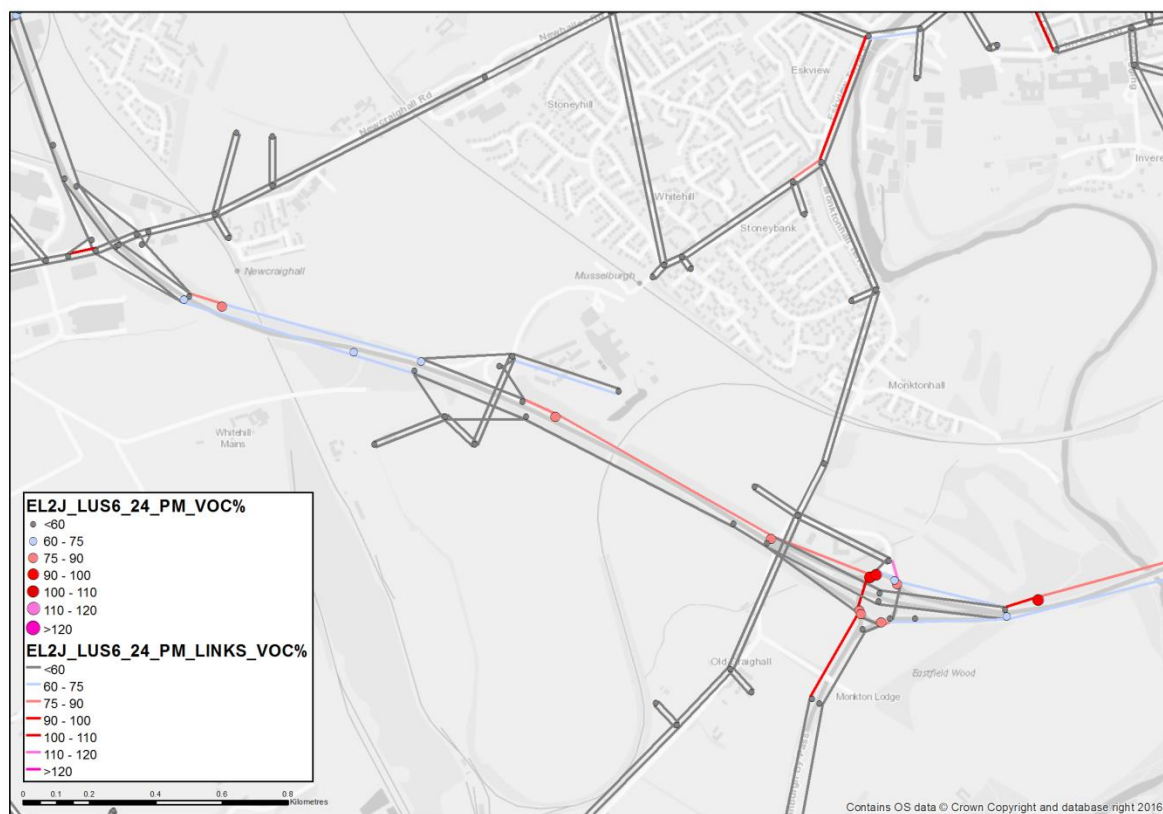 Newhailes Rd
Eskview
Stoneyhill
Newcraighall Rd
Whitehill
Stoneybank
Monktonhall
Newcraighall
Musselburgh
Monktonhall
Whitehill
Mains
Old Craighall
Eastfield Wood
Monkton Lodge
EL2J_LUS6_24_PM_VOC%
<60
60 - 75
75 - 90
90 - 100
100 - 110
110 - 120
>120
EL2J_LUS6_24_PM_LINKS_VOC%
<60
60 - 75
75 - 90
90 - 100
100 - 110
110 - 120
>120
0 0.1 0.2 0.4 0.6 0.8
Kilometres
Contains OS data © Crown Copyright and database right 2016